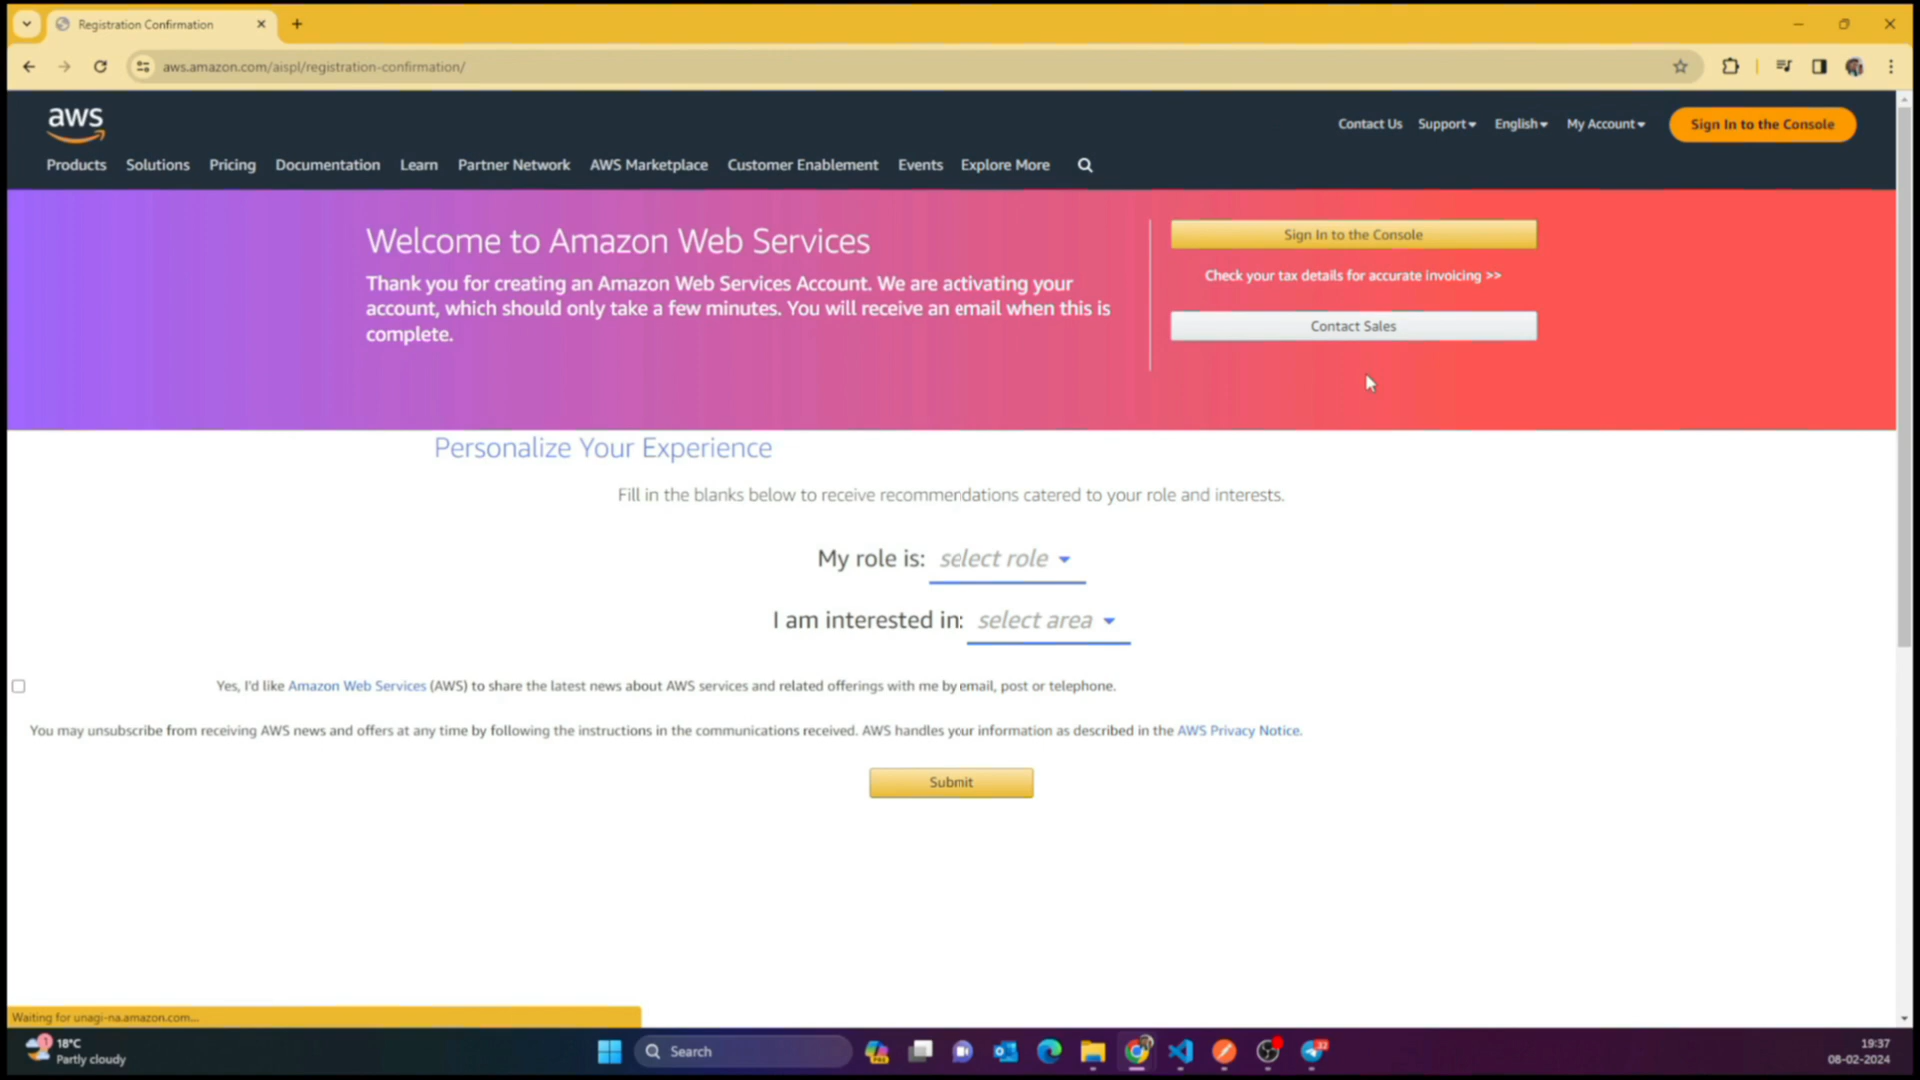 Registration Confirmation
aws.amazon.com/aispl/registration-confirmation/
aws
Contact Us Support English My Account Sign In to the Console
Products Solutions Pricing Documentation Learn Partner Network AWS Marketplace Customer Enablement Events Explore More
Welcome to Amazon Web Services
Thank you for creating an Amazon Web Services Account. We are activating your
account, which should only take a few minutes. You will receive an email when this is
complete.
Sign In to the Console
Check your tax details for accurate invoicing >>
Contact Sales
Personalize Your Experience
Fill in the blanks below to receive recommendations catered to your role and interests.
My role is: select role
I am interested in: select area
Yes, I'd like Amazon Web Services (AWS) to share the latest news about AWS services and related offerings with me by email, post or telephone.
You may unsubscribe from receiving AWS news and offers at any time by following the instructions in the communications received. AWS handles your information as described in the AWS Privacy Notice.
Submit
Waiting for unagi-na.amazon.com...
1
18°C
Partly cloudy
Search
PRE
32
19:37
08-02-2024